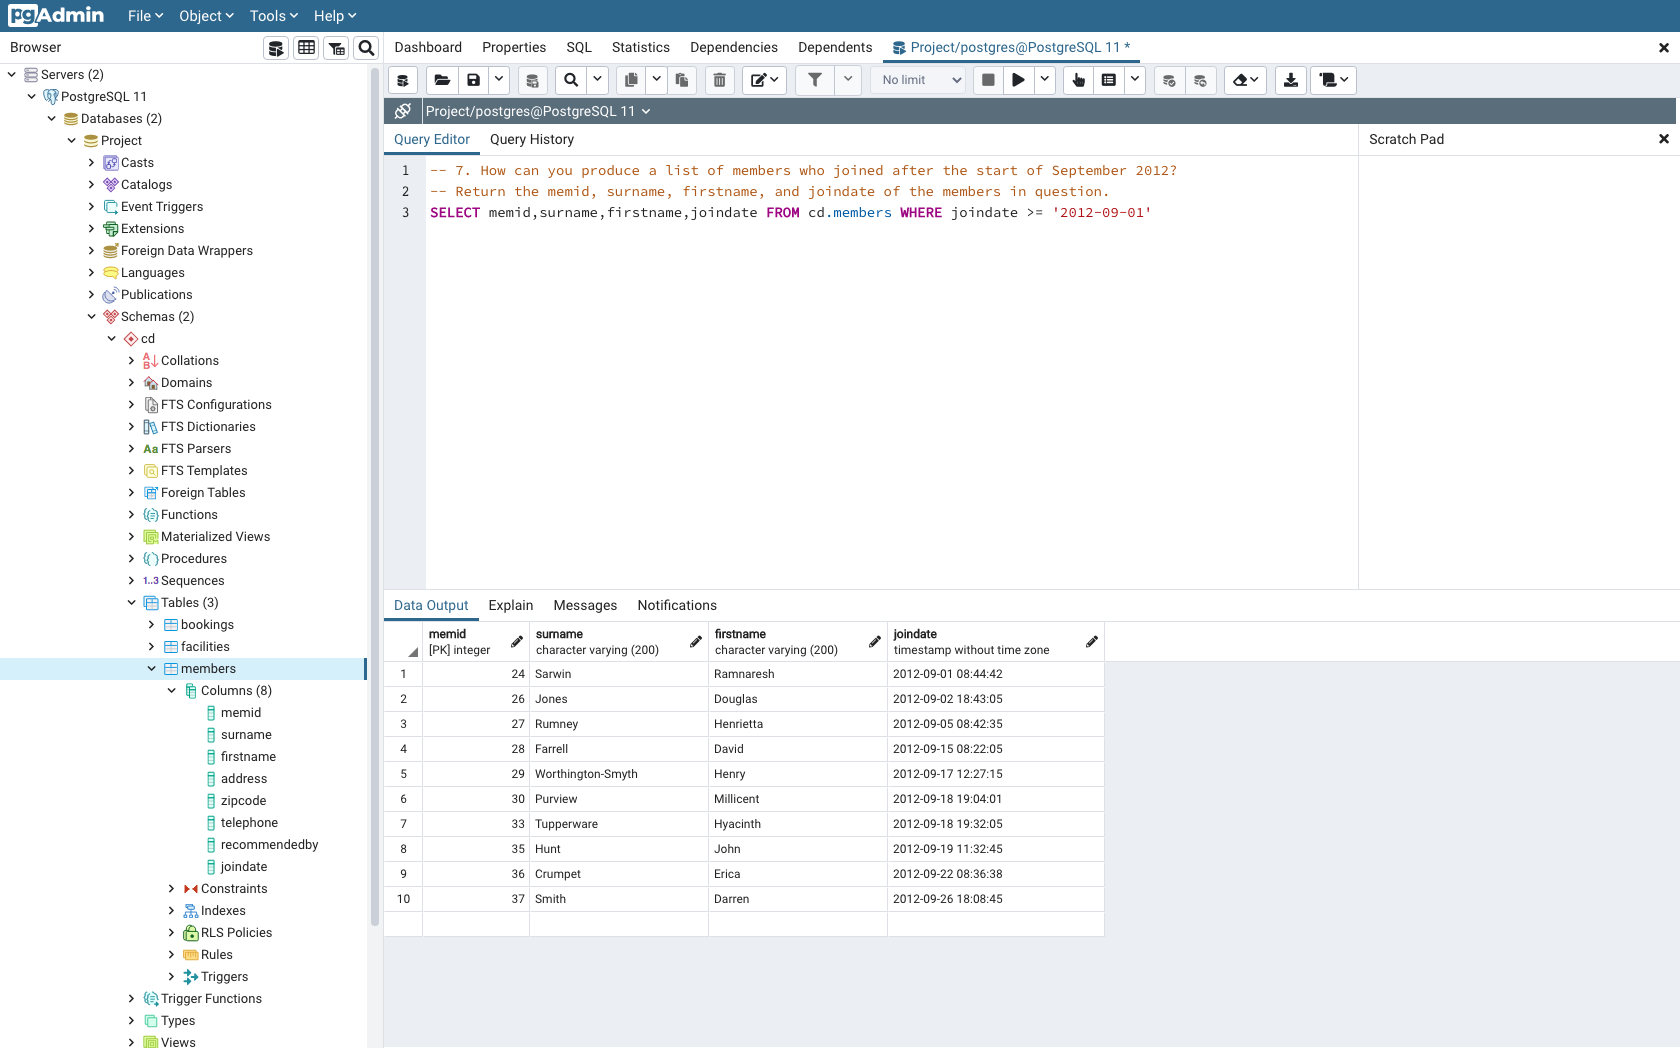 pgAdmin File Object Tools Help
Browser
Dashboard Properties SQL Statistics Dependencies Dependents Project/postgres@PostgreSQL 11 *
No limit
Project/postgres@PostgreSQL 11
Query Editor Query History
Scratch Pad
Servers (2)
PostgreSQL 11
Databases (2)
Project
Casts
Catalogs
Event Triggers
Extensions
Foreign Data Wrappers
Languages
Publications
Schemas (2)
cd
Collations
Domains
FTS Configurations
FTS Dictionaries
Aa FTS Parsers
FTS Templates
Foreign Tables
Functions
Materialized Views
Procedures
1..3 Sequences
Tables (3)
bookings
facilities
members
Columns (8)
memid
surname
firstname
address
zipcode
telephone
recommendedby
joindate
Constraints
Indexes
RLS Policies
Rules
Triggers
Trigger Functions
Types
Views
1 -- 7. How can you produce a list of members who joined after the start of September 2012?
2 -- Return the memid, surname, firstname, and joindate of the members in question.
3 SELECT memid,surname,firstname,joindate FROM cd.members WHERE joindate >= '2012-09-01'
Data Output Explain Messages Notifications
memid surname firstname joindate
[PK] integer character varying (200) character varying (200) timestamp without time zone
1 24 Sarwin Ramnaresh 2012-09-01 08:44:42
2 26 Jones Douglas 2012-09-02 18:43:05
3 27 Rumney Henrietta 2012-09-05 08:42:35
4 28 Farrell David 2012-09-15 08:22:05
5 29 Worthington-Smyth Henry 2012-09-17 12:27:15
6 30 Purview Millicent 2012-09-18 19:04:01
7 33 Tupperware Hyacinth 2012-09-18 19:32:05
8 35 Hunt John 2012-09-19 11:32:45
9 36 Crumpet Erica 2012-09-22 08:36:38
10 37 Smith Darren 2012-09-26 18:08:45